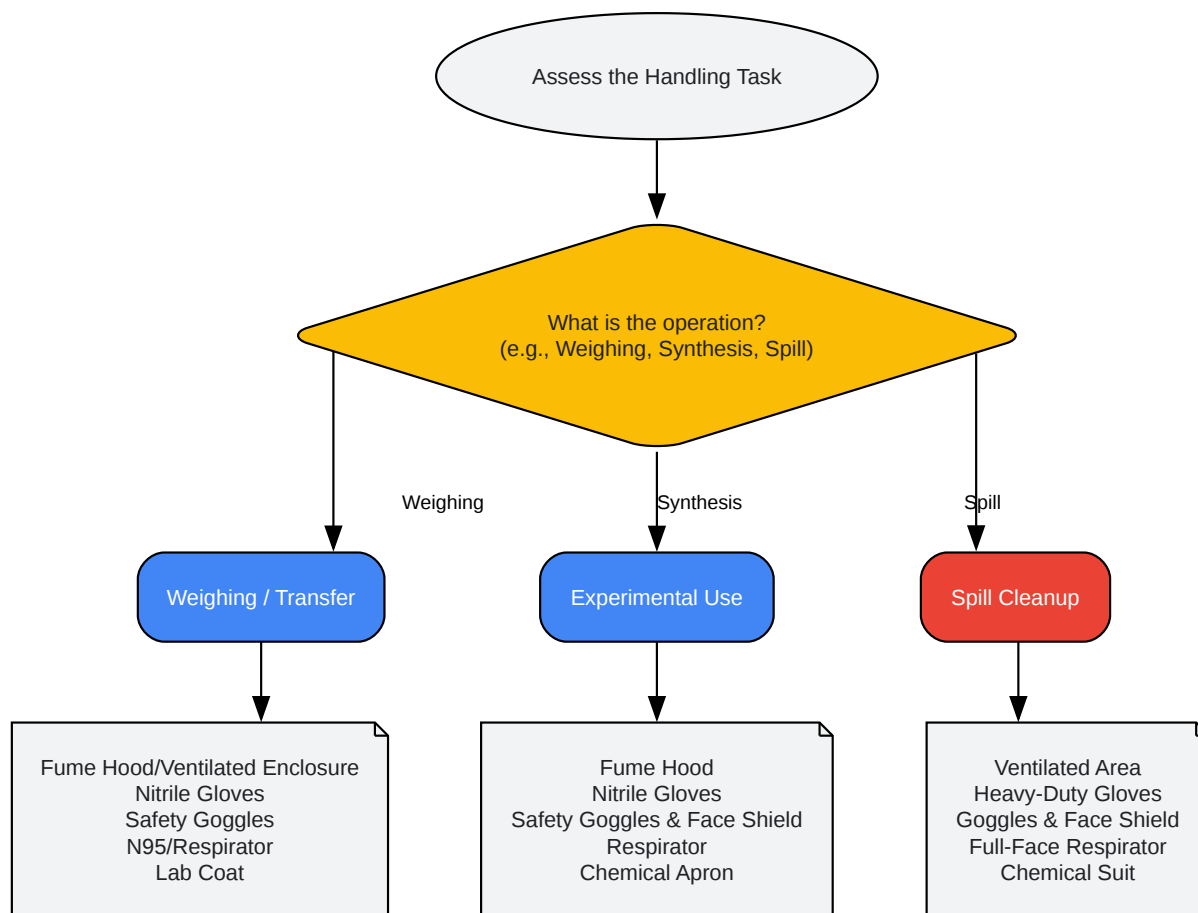 Assess the Handling Task
What is the operation?
(e.g., Weighing, Synthesis, Spill)
Weighing
Synthesis
Spill
Weighing / Transfer
Experimental Use
Spill Cleanup
Fume Hood/Ventilated Enclosure
Nitrile Gloves
Safety Goggles
N95/Respirator
Lab Coat
Fume Hood
Nitrile Gloves
Safety Goggles & Face Shield
Respirator
Chemical Apron
Ventilated Area
Heavy-Duty Gloves
Goggles & Face Shield
Full-Face Respirator
Chemical Suit